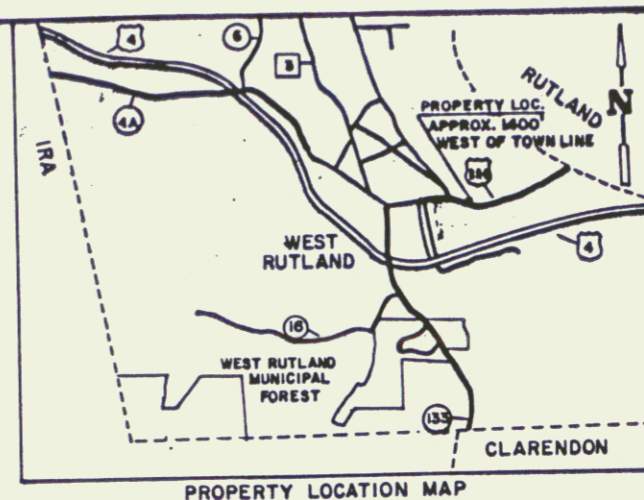 4
6
3
4A
IRA
RUTLAND
N
PROPERTY LOC.
APPROX. 1400'
WEST OF TOWN LINE
WEST
RUTLAND
4
16
WEST RUTLAND
MUNICIPAL
FOREST
133
CLARENDON
PROPERTY LOCATION MAP